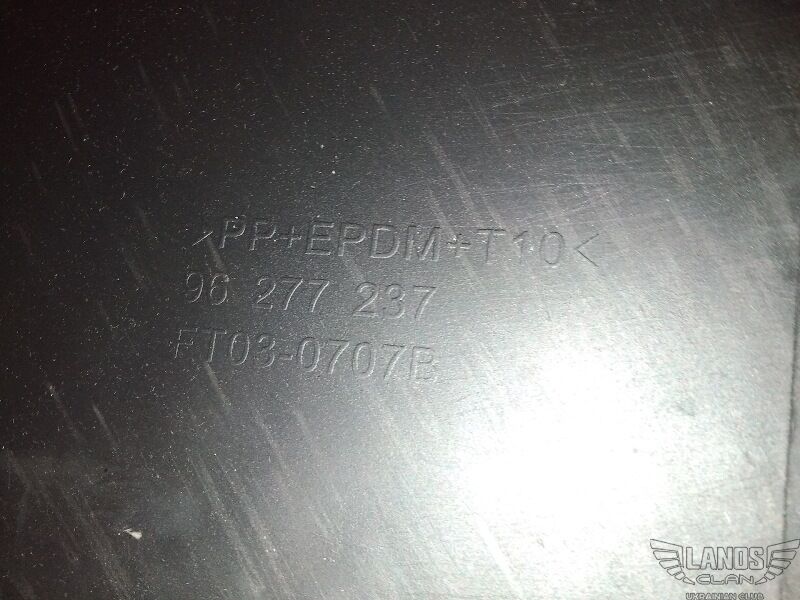 >PP+EPDM+T10<
96 277 237
FT03-0707B
LANOS
CLAN
UKRAINIAN CLUB